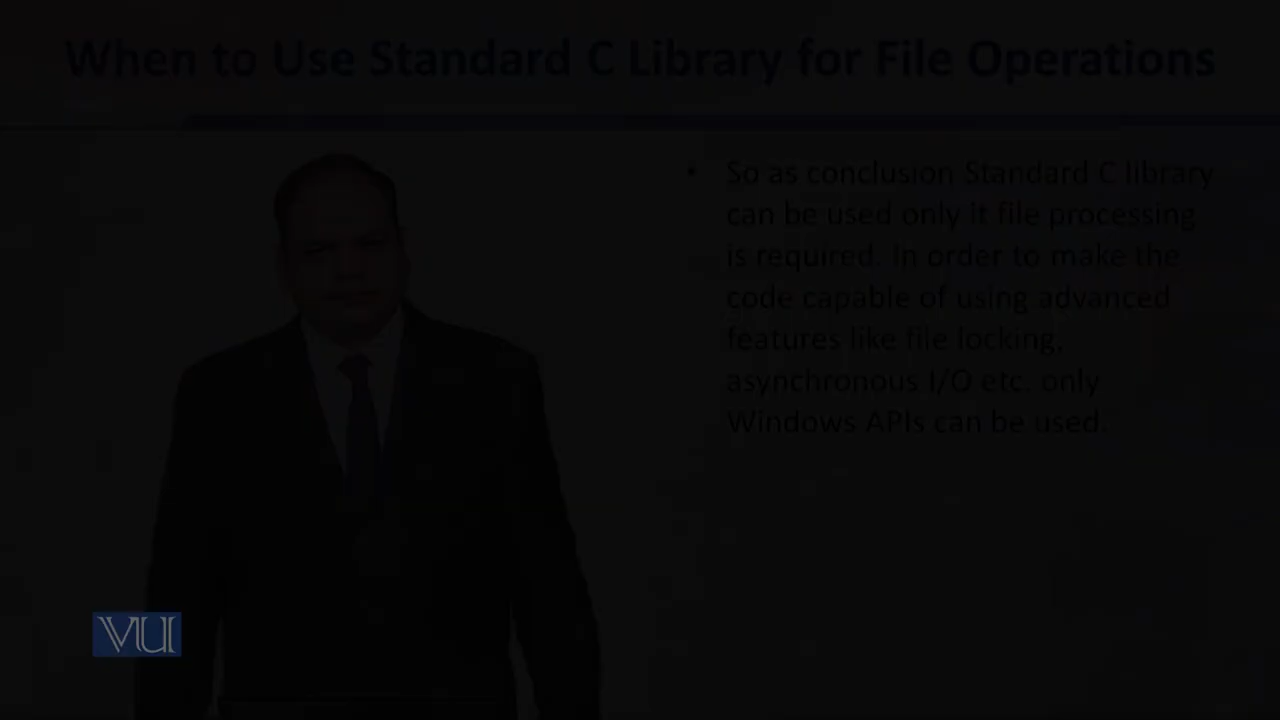 When to Use Standard C Library for File Operations
• So as conclusion Standard C library
can be used only it file processing
is required. In order to make the
code capable of using advanced
features like file locking,
asynchronous I/O etc. only
Windows APIs can be used.
VU